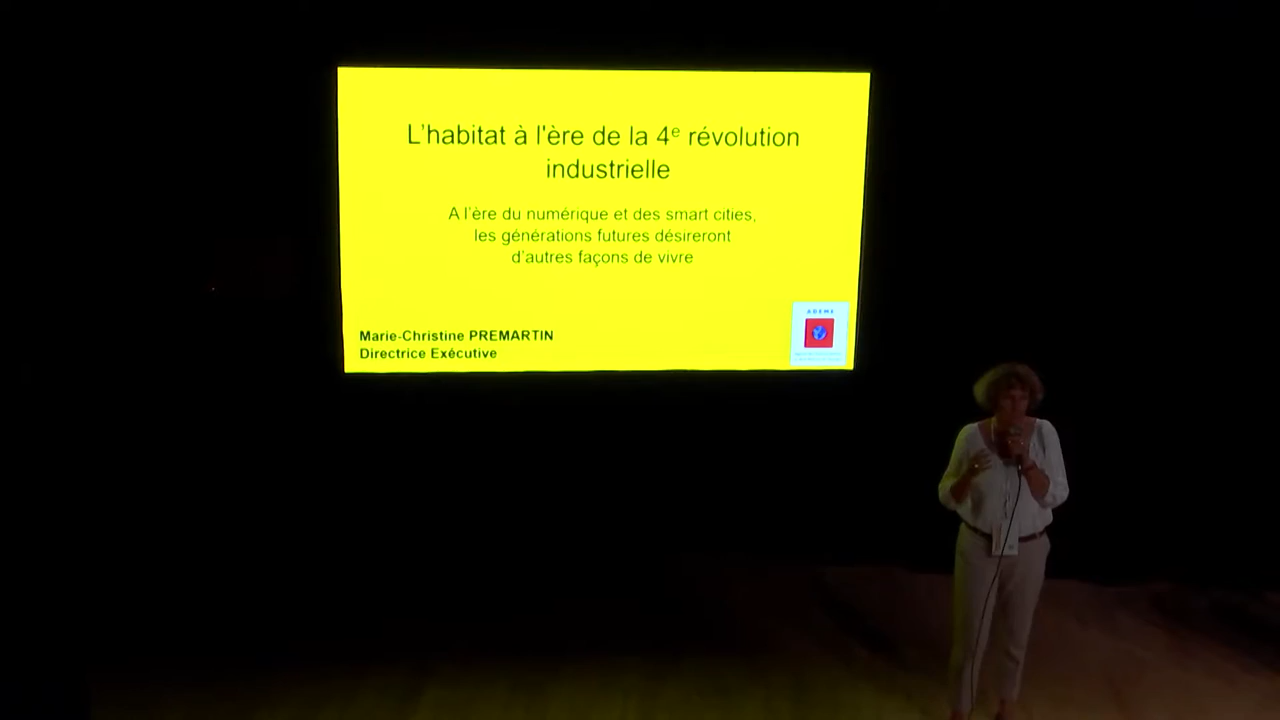 L'habitat à l'ère de la 4e révolution
industrielle
A l'ère du numérique et des smart cities,
les générations futures désireront
d'autres façons de vivre
Marie-Christine PREMARTIN
Directrice Exécutive
ADEME